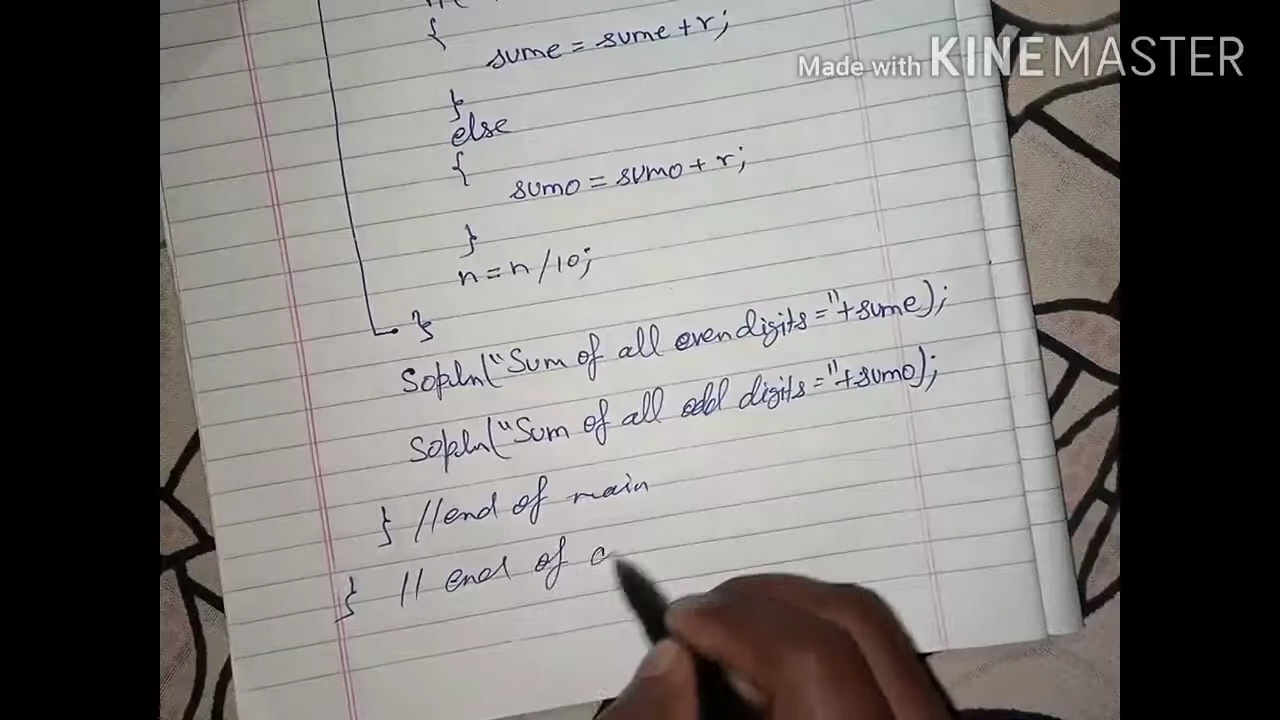 Made with KINEMASTER
{
sume = sume + r;
}
else
{
sumo = sumo + r;
}
n = n / 10;
}
Sopln("Sum of all even digits = "+sume);
Sopln("Sum of all odd digits = "+sumo);
} //end of main
} // end of c